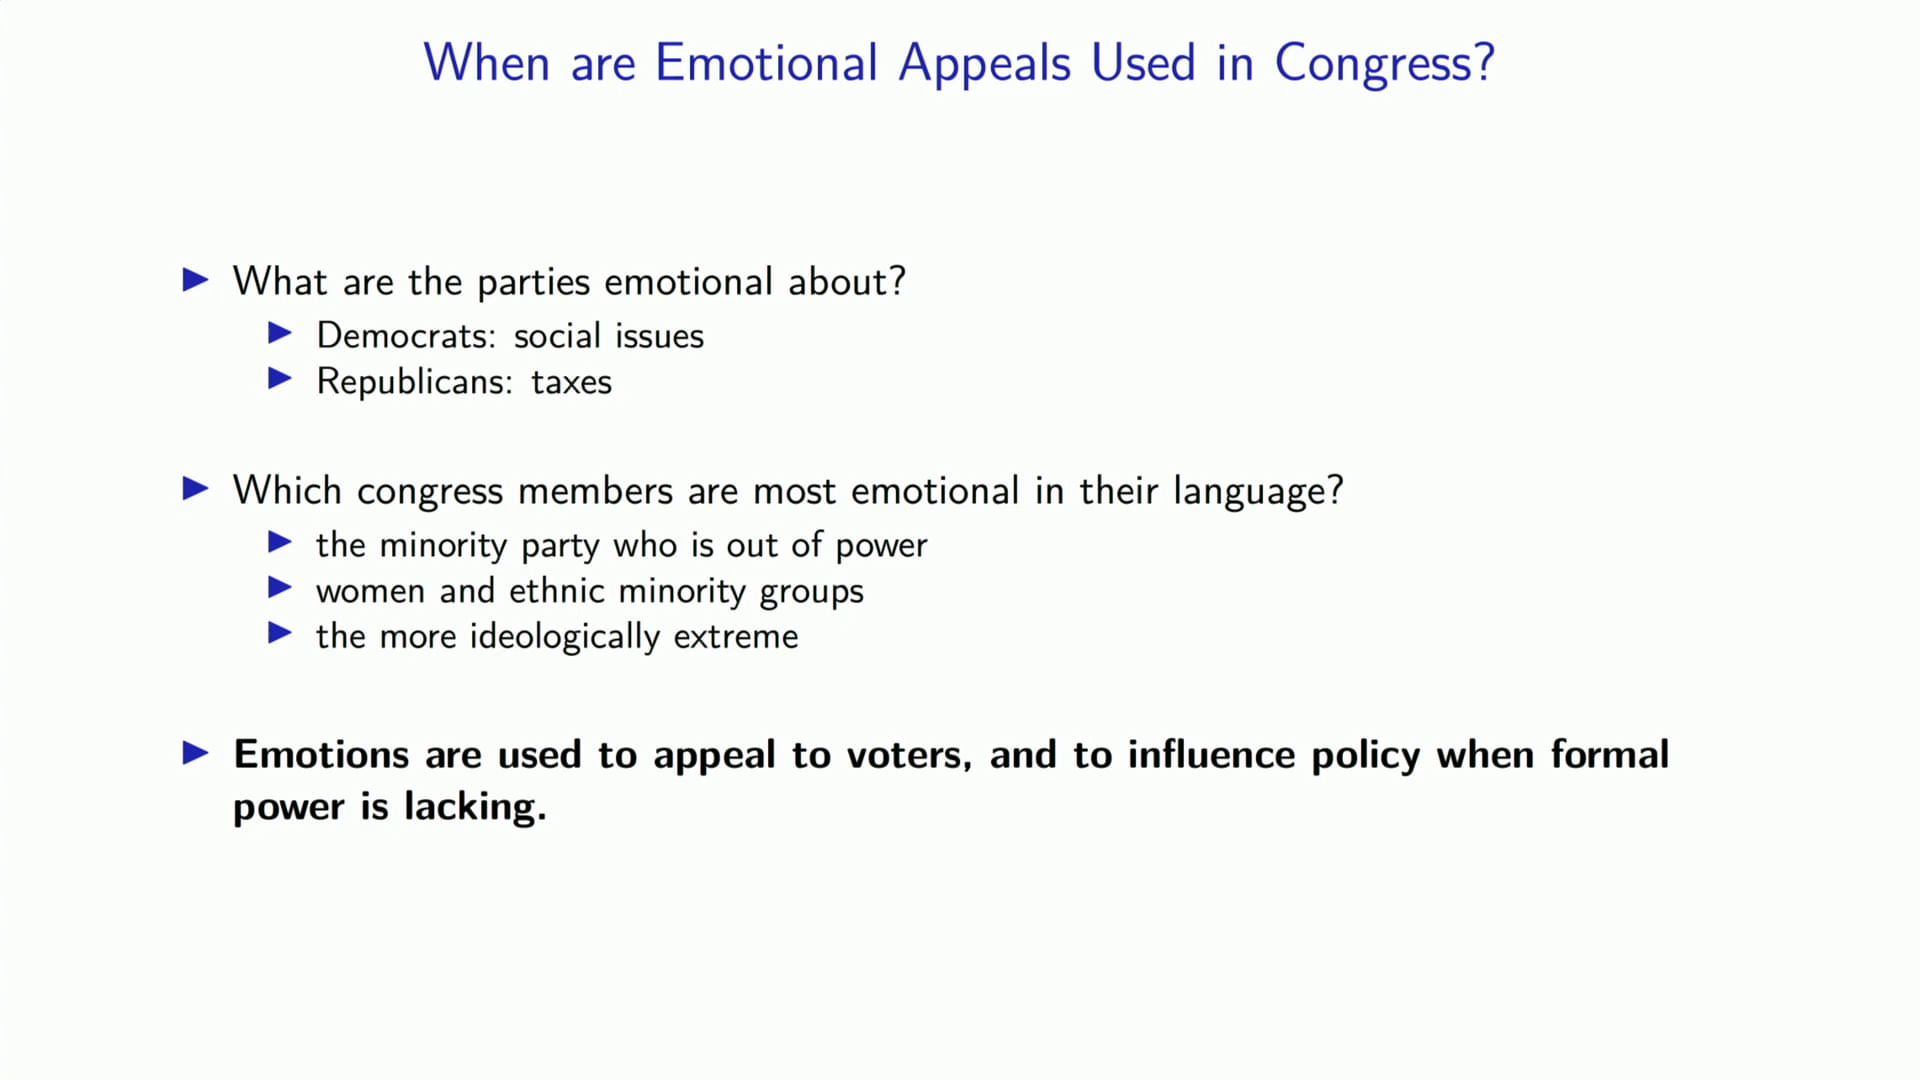 When are Emotional Appeals Used in Congress?
What are the parties emotional about?
Democrats: social issues
Republicans: taxes
Which congress members are most emotional in their language?
the minority party who is out of power
women and ethnic minority groups
the more ideologically extreme
Emotions are used to appeal to voters, and to influence policy when formal
power is lacking.